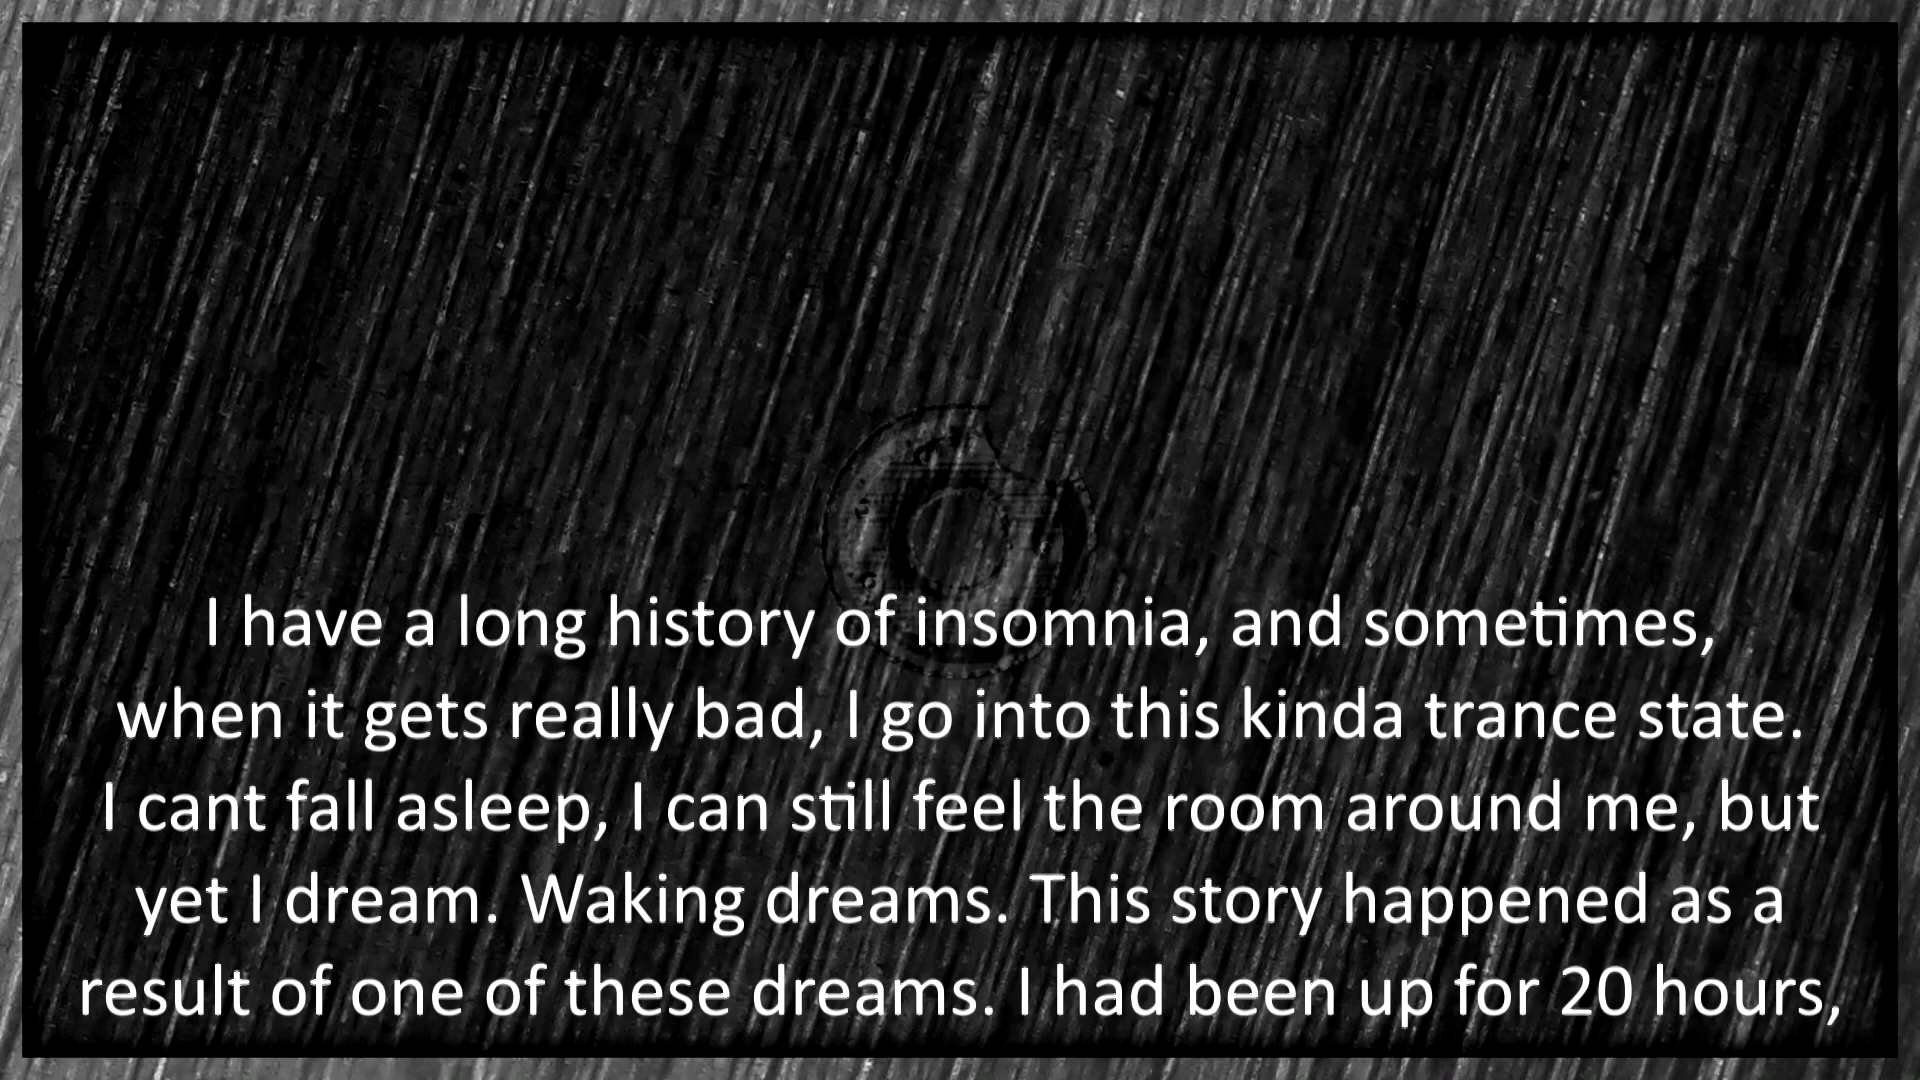 I have a long history of insomnia, and sometimes,
when it gets really bad, I go into this kinda trance state.
I cant fall asleep, I can still feel the room around me, but
yet I dream. Waking dreams. This story happened as a
result of one of these dreams. I had been up for 20 hours,